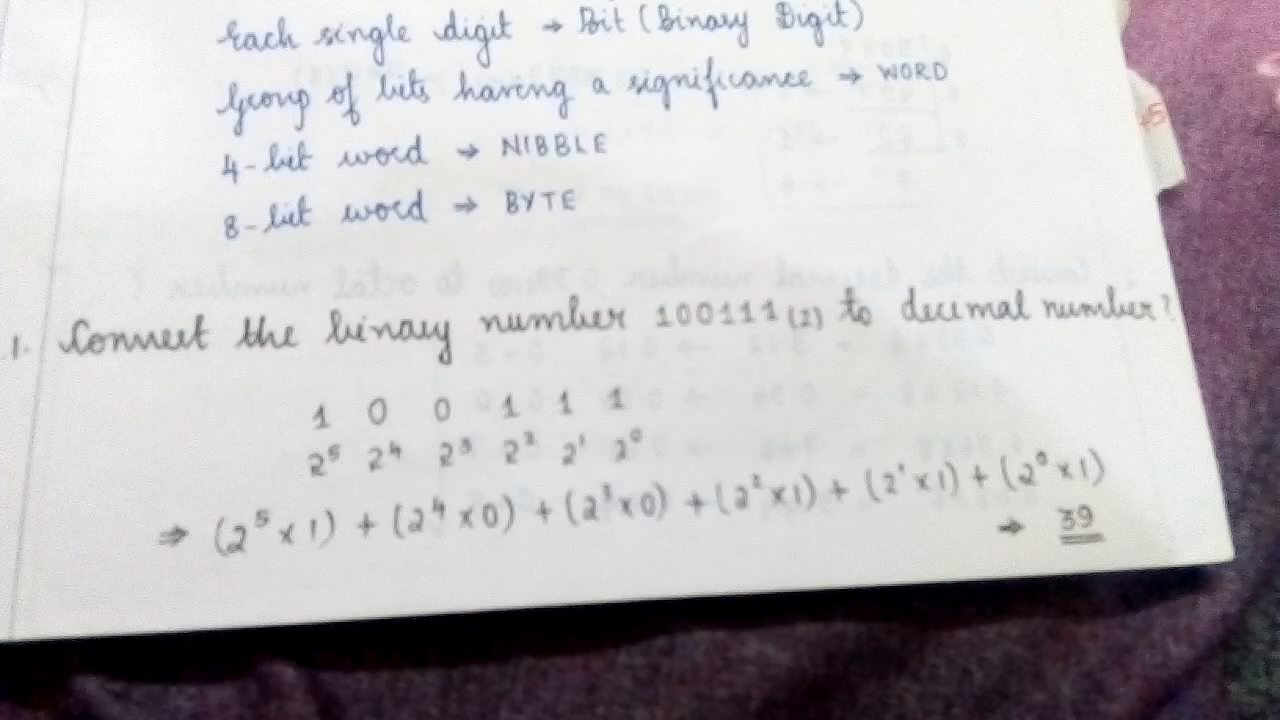 Each single digit → Bit (Binary Digit)
Group of bits having a significance → WORD
4-bit word → NIBBLE
8-bit word → BYTE
1. Convert the binary number 100111(2) to decimal number?
1 0 0 1 1 1
2⁵ 2⁴ 2³ 2² 2¹ 2⁰
⇒ (2⁵ × 1) + (2⁴ × 0) + (2³ × 0) + (2² × 1) + (2¹ × 1) + (2⁰ × 1)
→ 39